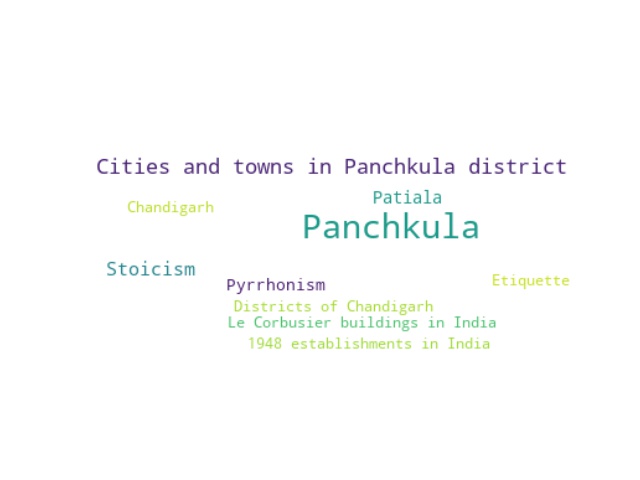 Cities and towns in Panchkula district
Patiala
Chandigarh
Panchkula
Stoicism
Etiquette
Pyrrhonism
Districts of Chandigarh
Le Corbusier buildings in India
1948 establishments in India